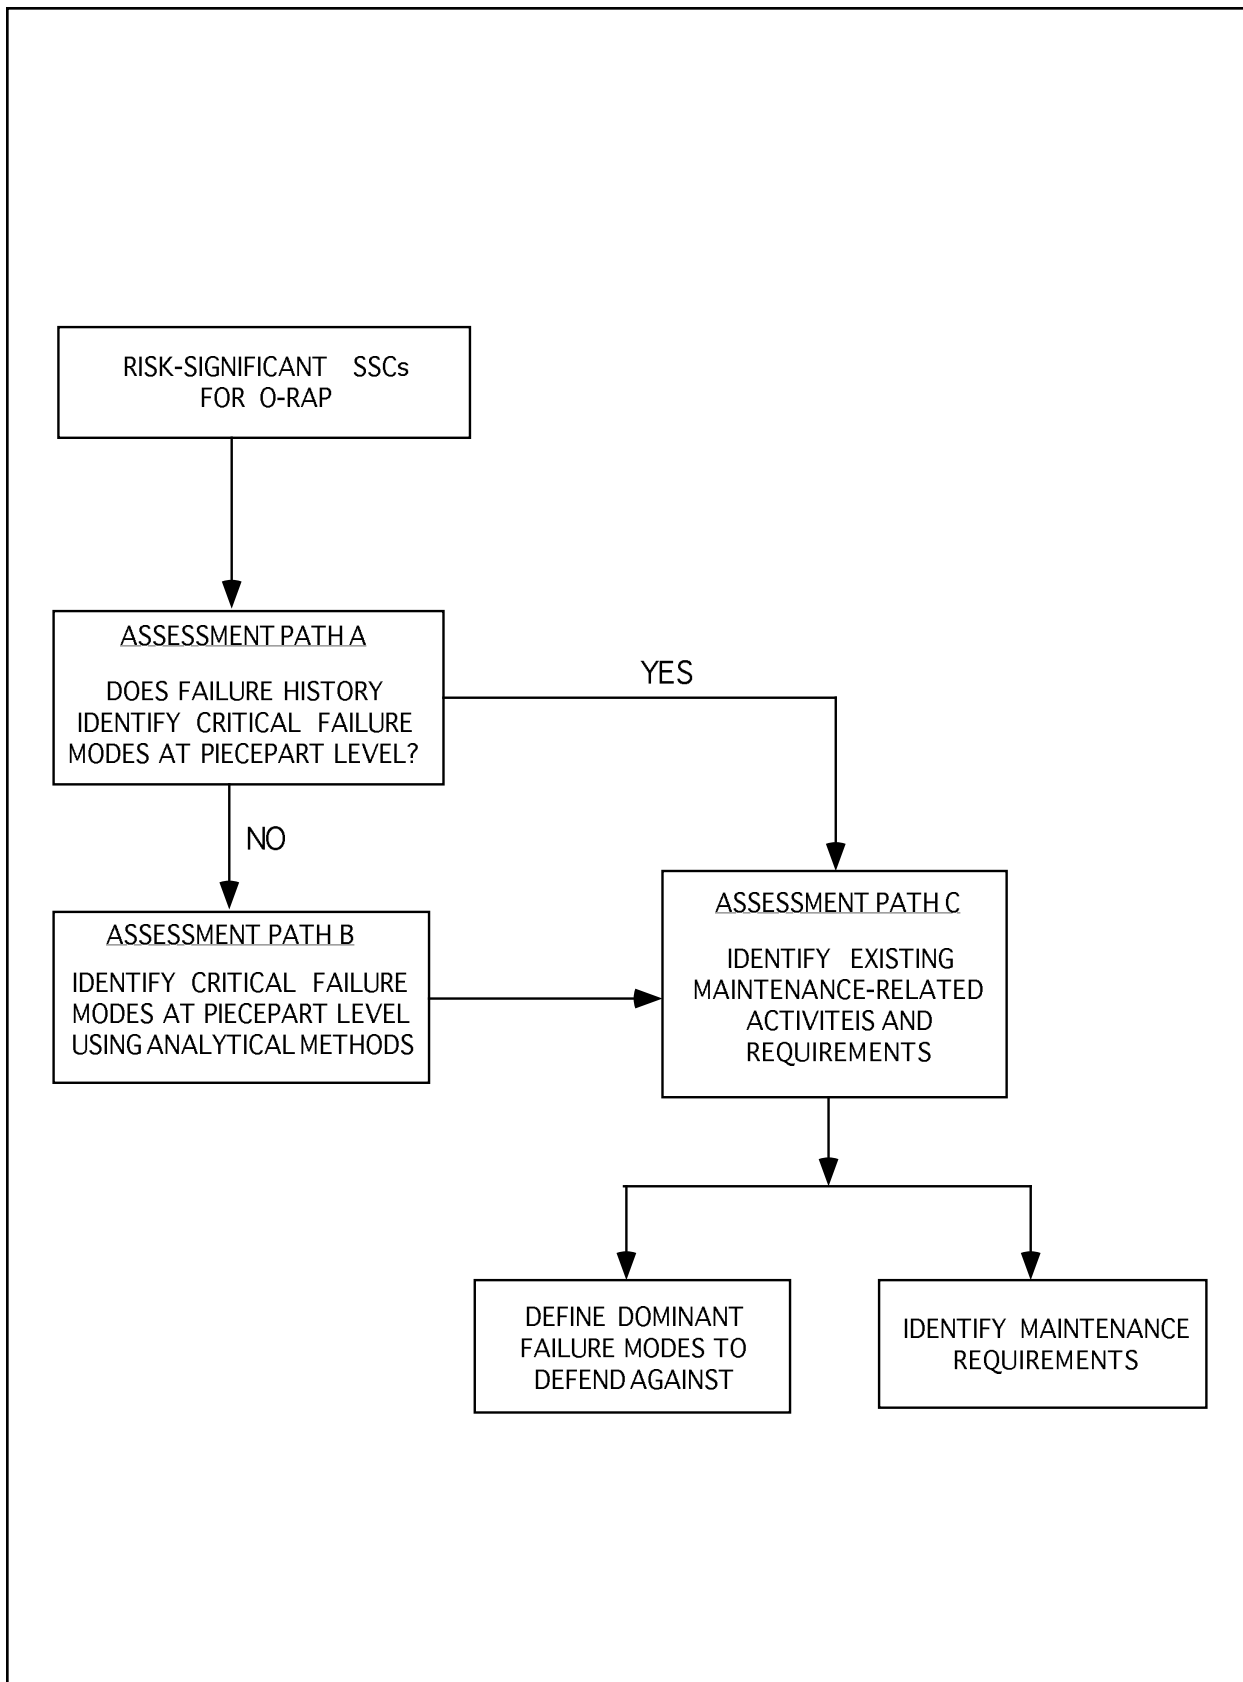 RISK-SIGNIFICANT SSCs
FOR O-RAP
ASSESSMENT PATH A
DOES FAILURE HISTORY
IDENTIFY CRITICAL FAILURE
MODES AT PIECEPART LEVEL?
YES
NO
ASSESSMENT PATH B
IDENTIFY CRITICAL FAILURE
MODES AT PIECEPART LEVEL
USING ANALYTICAL METHODS
ASSESSMENT PATH C
IDENTIFY EXISTING
MAINTENANCE-RELATED
ACTIVITEIS AND
REQUIREMENTS
DEFINE DOMINANT
FAILURE MODES TO
DEFEND AGAINST
IDENTIFY MAINTENANCE
REQUIREMENTS